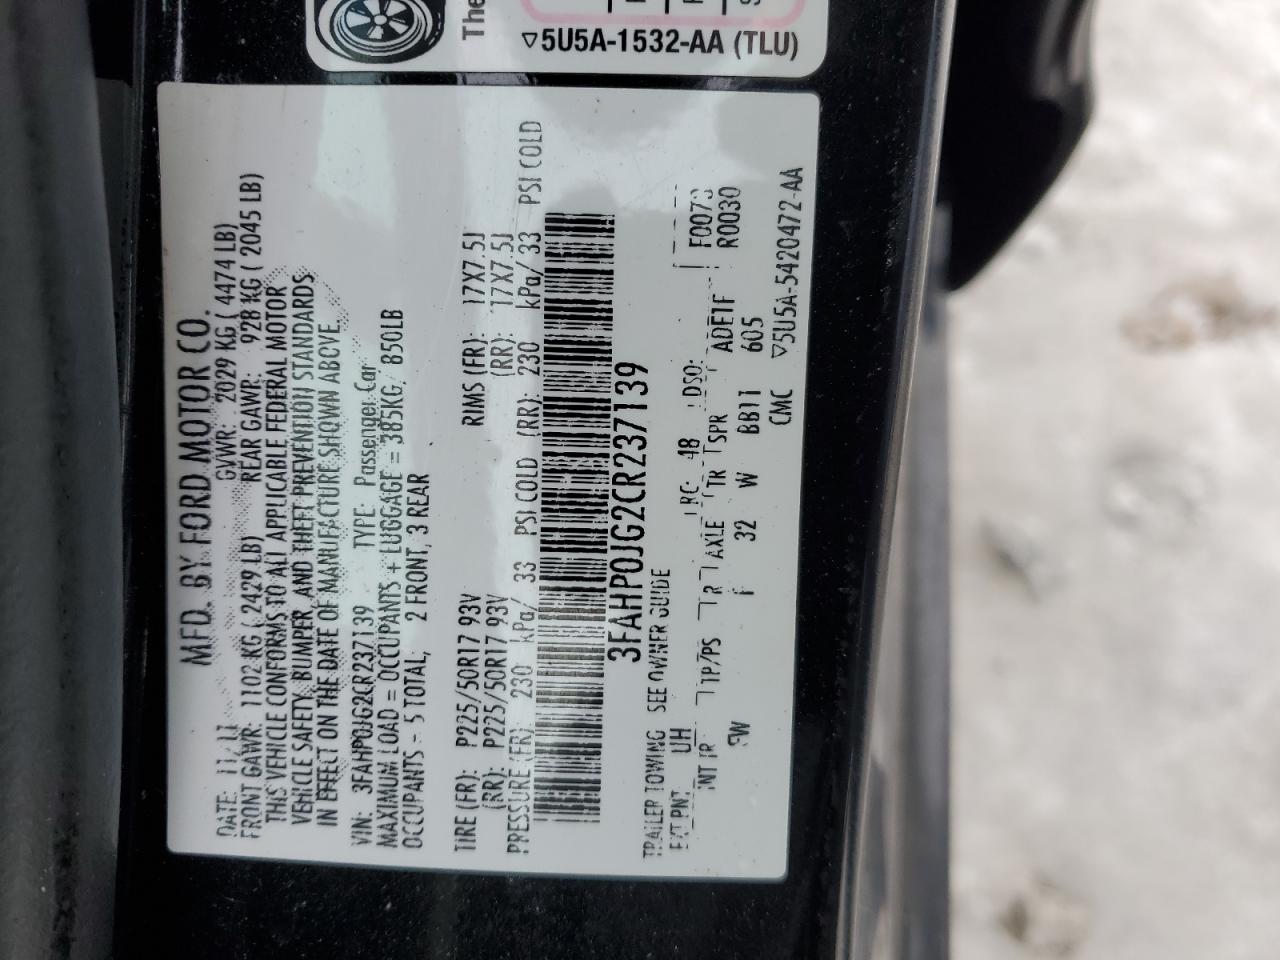 The
▽5U5A-1532-AA (TLU)
MFD. BY FORD MOTOR CO.
DATE: 11/11 GVWR: 2029 KG ( 4474 LB)
FRONT GAWR: 1102 KG ( 2429 LB) REAR GAWR: 928 KG ( 2045 LB)
THIS VEHICLE CONFORMS TO ALL APPLICABLE FEDERAL MOTOR
VEHICLE SAFETY, BUMPER, AND THEFT PREVENTION STANDARDS
IN EFFECT ON THE DATE OF MANUFACTURE SHOWN ABOVE.
VIN: 3FAHP0JG2CR237139 TYPE: Passenger Car
MAXIMUM LOAD = OCCUPANTS + LUGGAGE = 385KG/ 850LB
OCCUPANTS - 5 TOTAL, 2 FRONT, 3 REAR
TIRE (FR): P225/50R17 93V RIMS (FR): 17X7.5J
(RR): P225/50R17 93V (RR): 17X7.5J
PRESSURE (FR): 230 kPa/ 33 PSI COLD (RR): 230 kPa/ 33 PSI COLD
3FAHP0JG2CR237139
TRAILER TOWING SEE OWNER GUIDE
EXT PNT: UH RC: 48 DSO: F0073
INT TR TP/PS R AXLE TR SPR ADETF R0030
SW F 32 W BB11 605
CMC ▽5U5A-5420472-AA